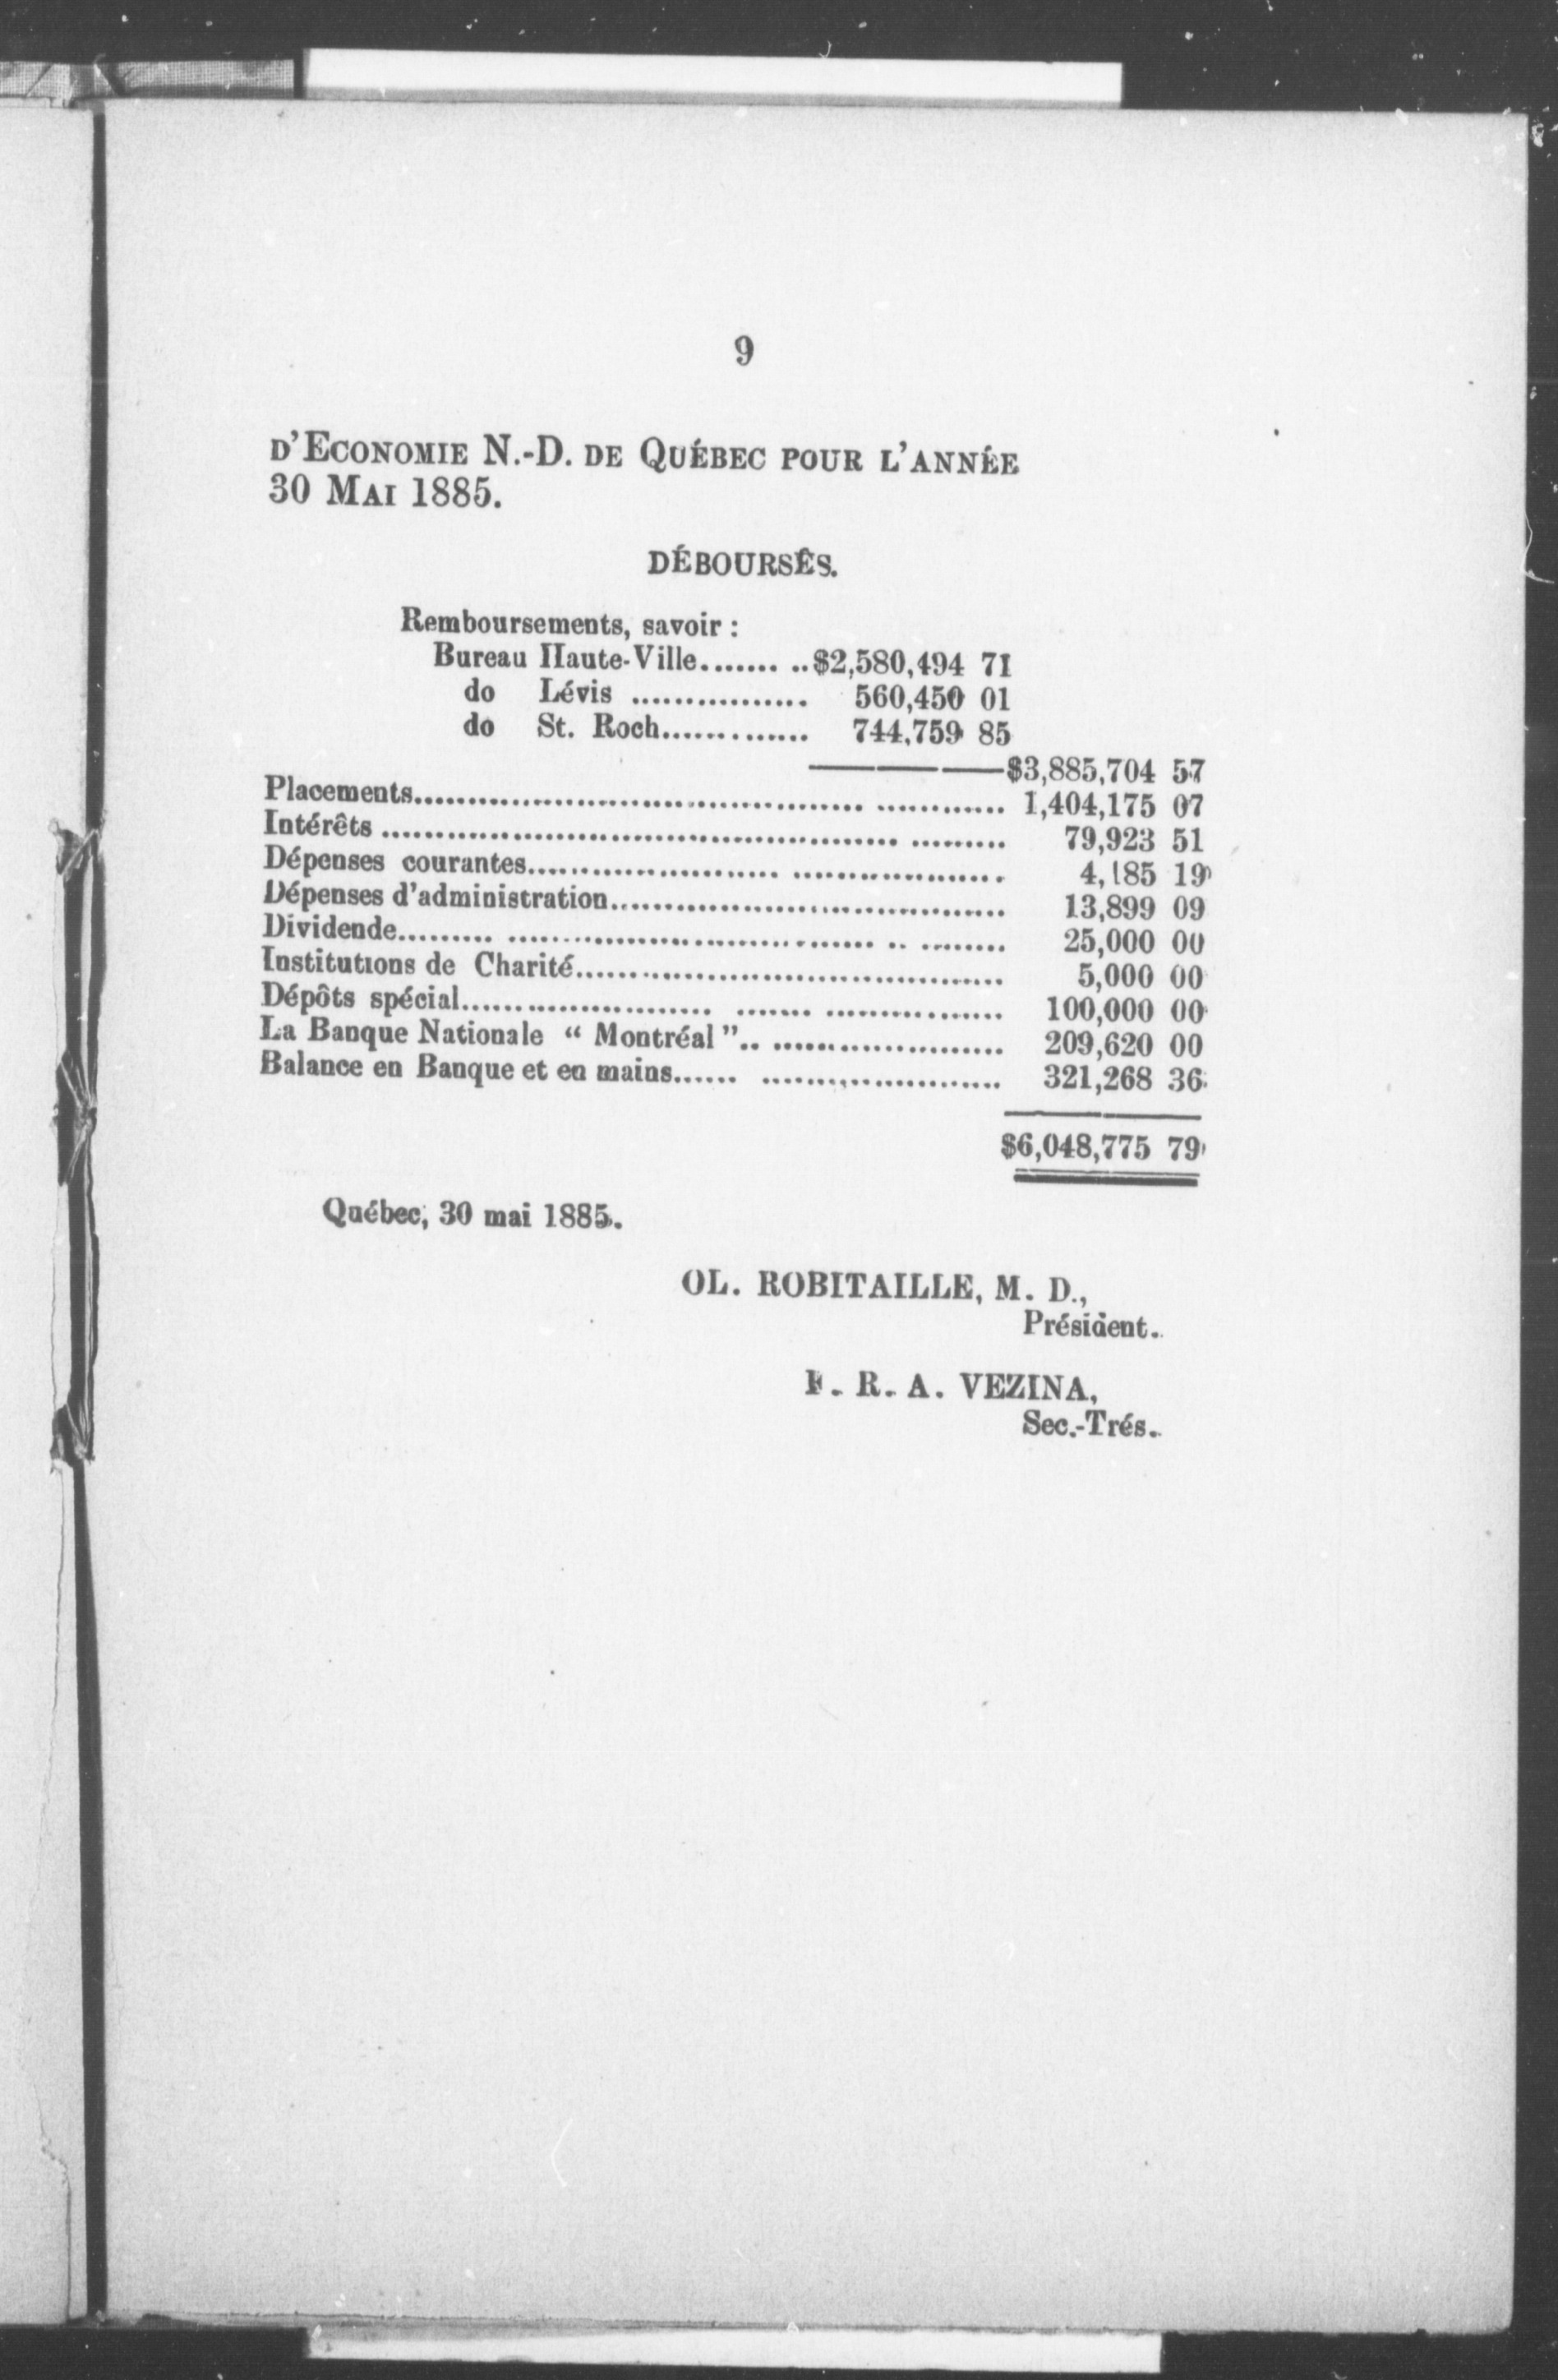 9
D'ECONOMIE N.-D. DE QUÉBEC POUR L'ANNÉE
30 MAI 1885.
DÉBOURSÉS.
Remboursements, savoir :
Bureau Haute-Ville....... ..$2,580,494 71
do Lévis ................ 560,450 01
do St. Roch............. 744,759 85
$3,885,704 57
Placements.......................................... ............ 1,404,175 07
Intérêts ................................................ ......... 79,923 51
Dépenses courantes....................... ................... 4,185 19
Dépenses d'administration.................................... 13,899 09
Dividende......... .................................. .. ........ 25,000 00
Institutions de Charité....................................... 5,000 00
Dépôts spécial....................... ....... ................ 100,000 00
La Banque Nationale “ Montréal ”.. ..................... 209,620 00
Balance en Banque et en mains...... ...................... 321,268 36
$6,048,775 79
Québec, 30 mai 1885.
OL. ROBITAILLE, M. D.,
Président.
F. R. A. VEZINA,
Sec.-Trés.